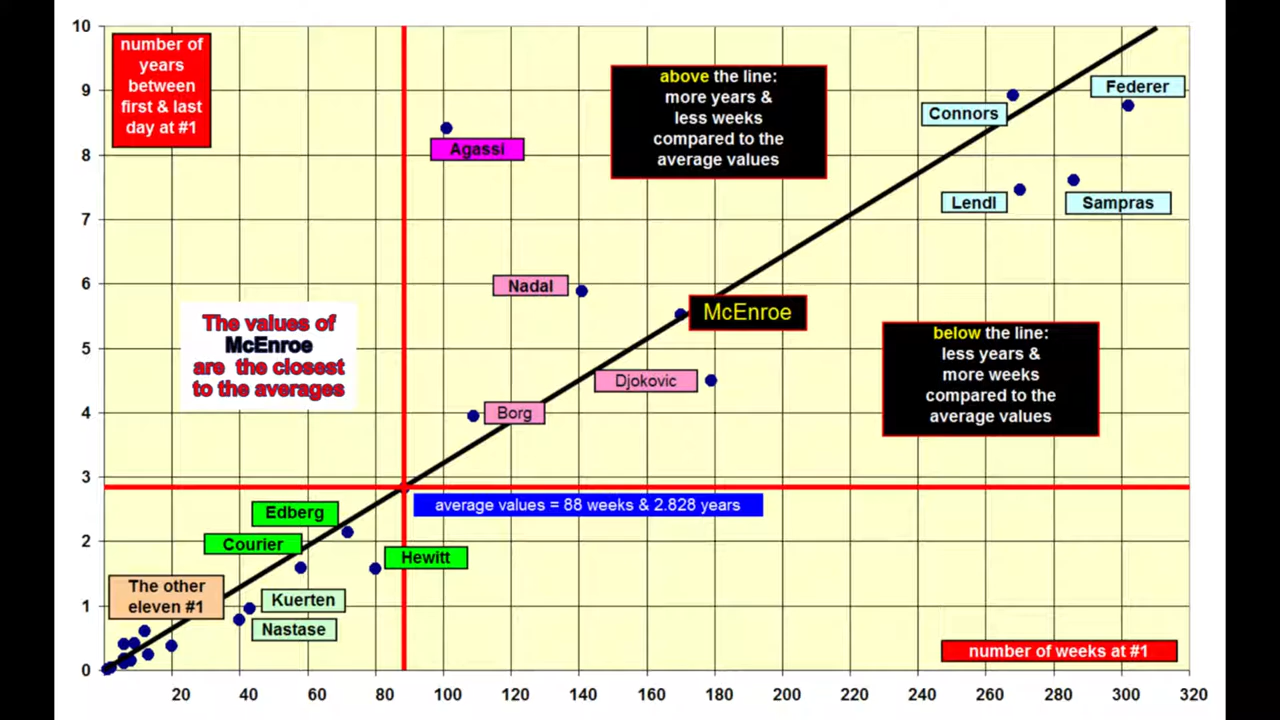 10
9
8
7
6
5
4
3
2
1
0
number of
years
between
first & last
day at #1
above the line:
more years &
less weeks
compared to the
average values
Connors
Federer
Agassi
Lendl
Sampras
Nadal
McEnroe
The values of
McEnroe
are the closest
to the averages
below the line:
less years &
more weeks
compared to the
average values
Djokovic
Borg
average values = 88 weeks & 2.828 years
Edberg
Courier
Hewitt
The other
eleven #1
Kuerten
Nastase
number of weeks at #1
20 40 60 80 100 120 140 160 180 200 220 240 260 280 300 320